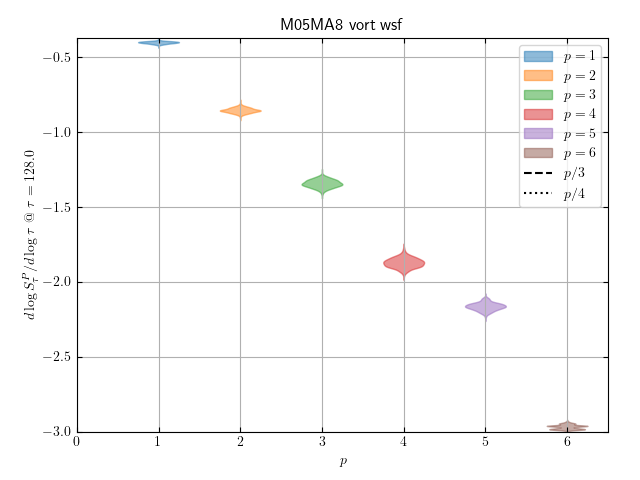 M05MA8 vort wsf
d log S_τ^P / d log τ @ τ = 128.0
−0.5
−1.0
−1.5
−2.0
−2.5
−3.0
0 1 2 3 4 5 6
p
p = 1
p = 2
p = 3
p = 4
p = 5
p = 6
p/3
p/4